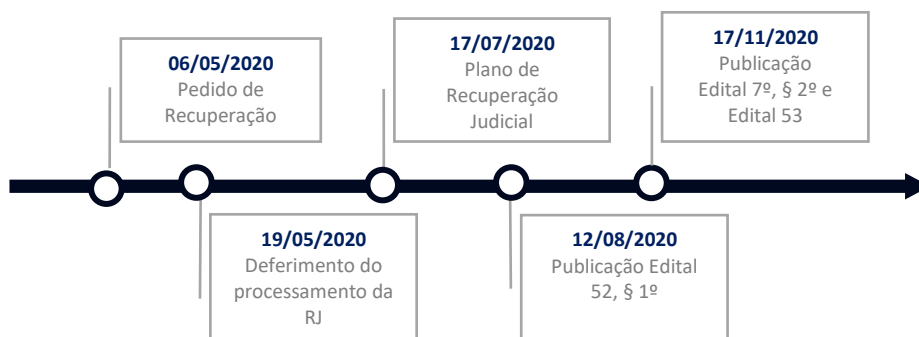 06/05/2020
Pedido de
Recuperação
19/05/2020
Deferimento do
processamento da
RJ
17/07/2020
Plano de
Recuperação
Judicial
12/08/2020
Publicação Edital
52, § 1º
17/11/2020
Publicação
Edital 7º, § 2º e
Edital 53